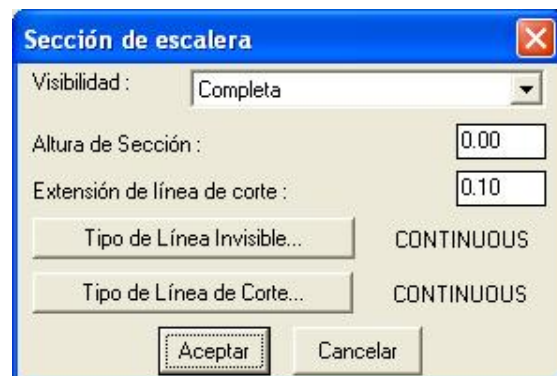 Sección de escalera
Visibilidad :
Completa
Altura de Sección :
0.00
Extensión de línea de corte :
0.10
Tipo de Línea Invisible...
CONTINUOUS
Tipo de Línea de Corte...
CONTINUOUS
Aceptar
Cancelar